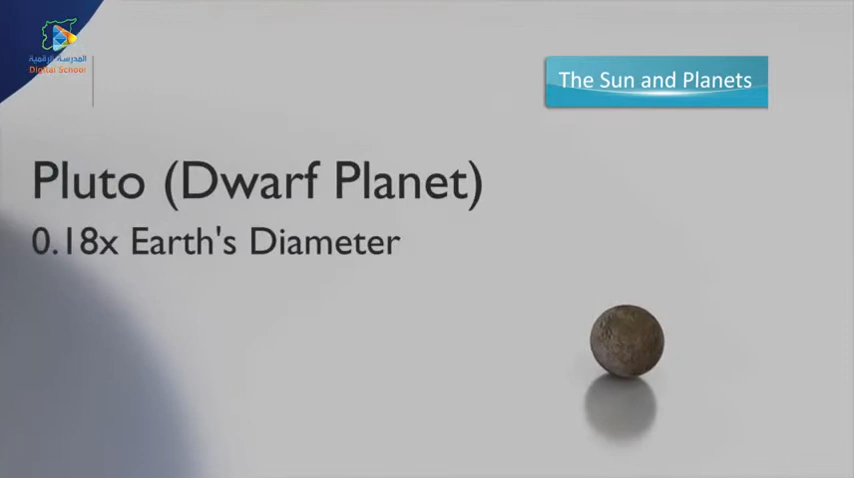 المدرسة الرقمية
Digital School
The Sun and Planets
Pluto (Dwarf Planet)
0.18x Earth's Diameter